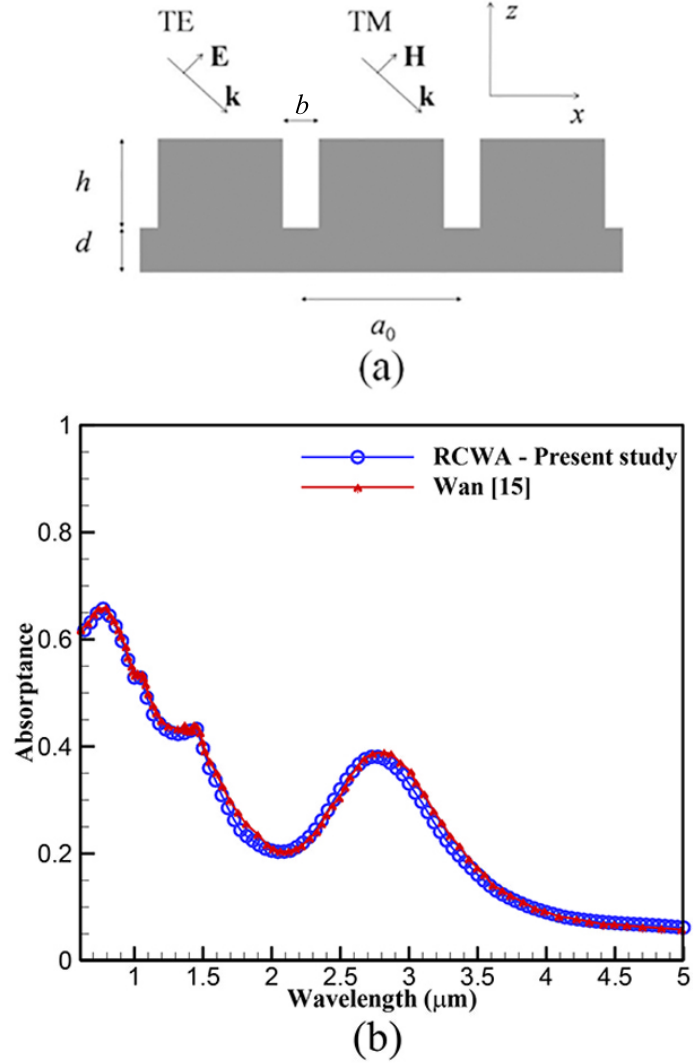 TE
TM
z
E
H
k
b
k
x
h
d
a0
(a)
1
RCWA - Present study
Wan [15]
0.8
0.6
Absorptance
0.4
0.2
0
1 1.5 2 2.5 3 3.5 4 4.5 5
Wavelength (μm)
(b)